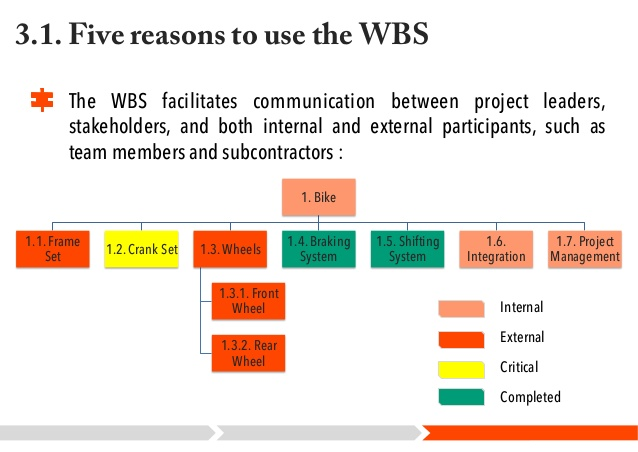 3.1. Five reasons to use the WBS
The WBS facilitates communication between project leaders,
stakeholders, and both internal and external participants, such as
team members and subcontractors :
1. Bike
1.1. Frame
Set
1.2. Crank Set
1.3. Wheels
1.4. Braking
System
1.5. Shifting
System
1.6.
Integration
1.7. Project
Management
1.3.1. Front
Wheel
1.3.2. Rear
Wheel
Internal
External
Critical
Completed